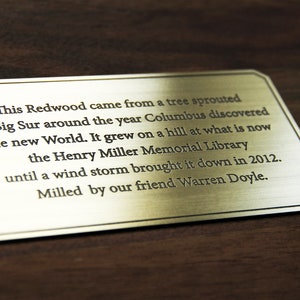 This Redwood came from a tree sprouted
Big Sur around the year Columbus discovered
the new World. It grew on a hill at what is now
the Henry Miller Memorial Library
until a wind storm brought it down in 2012.
Milled by our friend Warren Doyle.